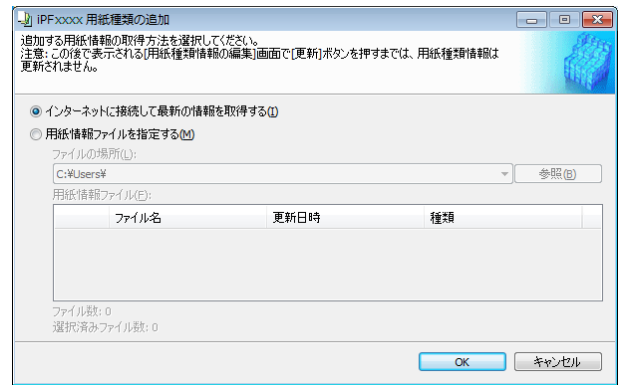 iPFxxxx 用紙種類の追加
追加する用紙情報の取得方法を選択してください。
注意: この後で表示される[用紙種類情報の編集]画面で[更新]ボタンを押すまでは、用紙種類情報は
更新されません。
インターネットに接続して最新の情報を取得する(I)
用紙情報ファイルを指定する(M)
ファイルの場所(L):
C:¥Users¥
参照(B)
用紙情報ファイル(F):
ファイル名 更新日時 種類
ファイル数: 0
選択済みファイル数: 0
OK キャンセル